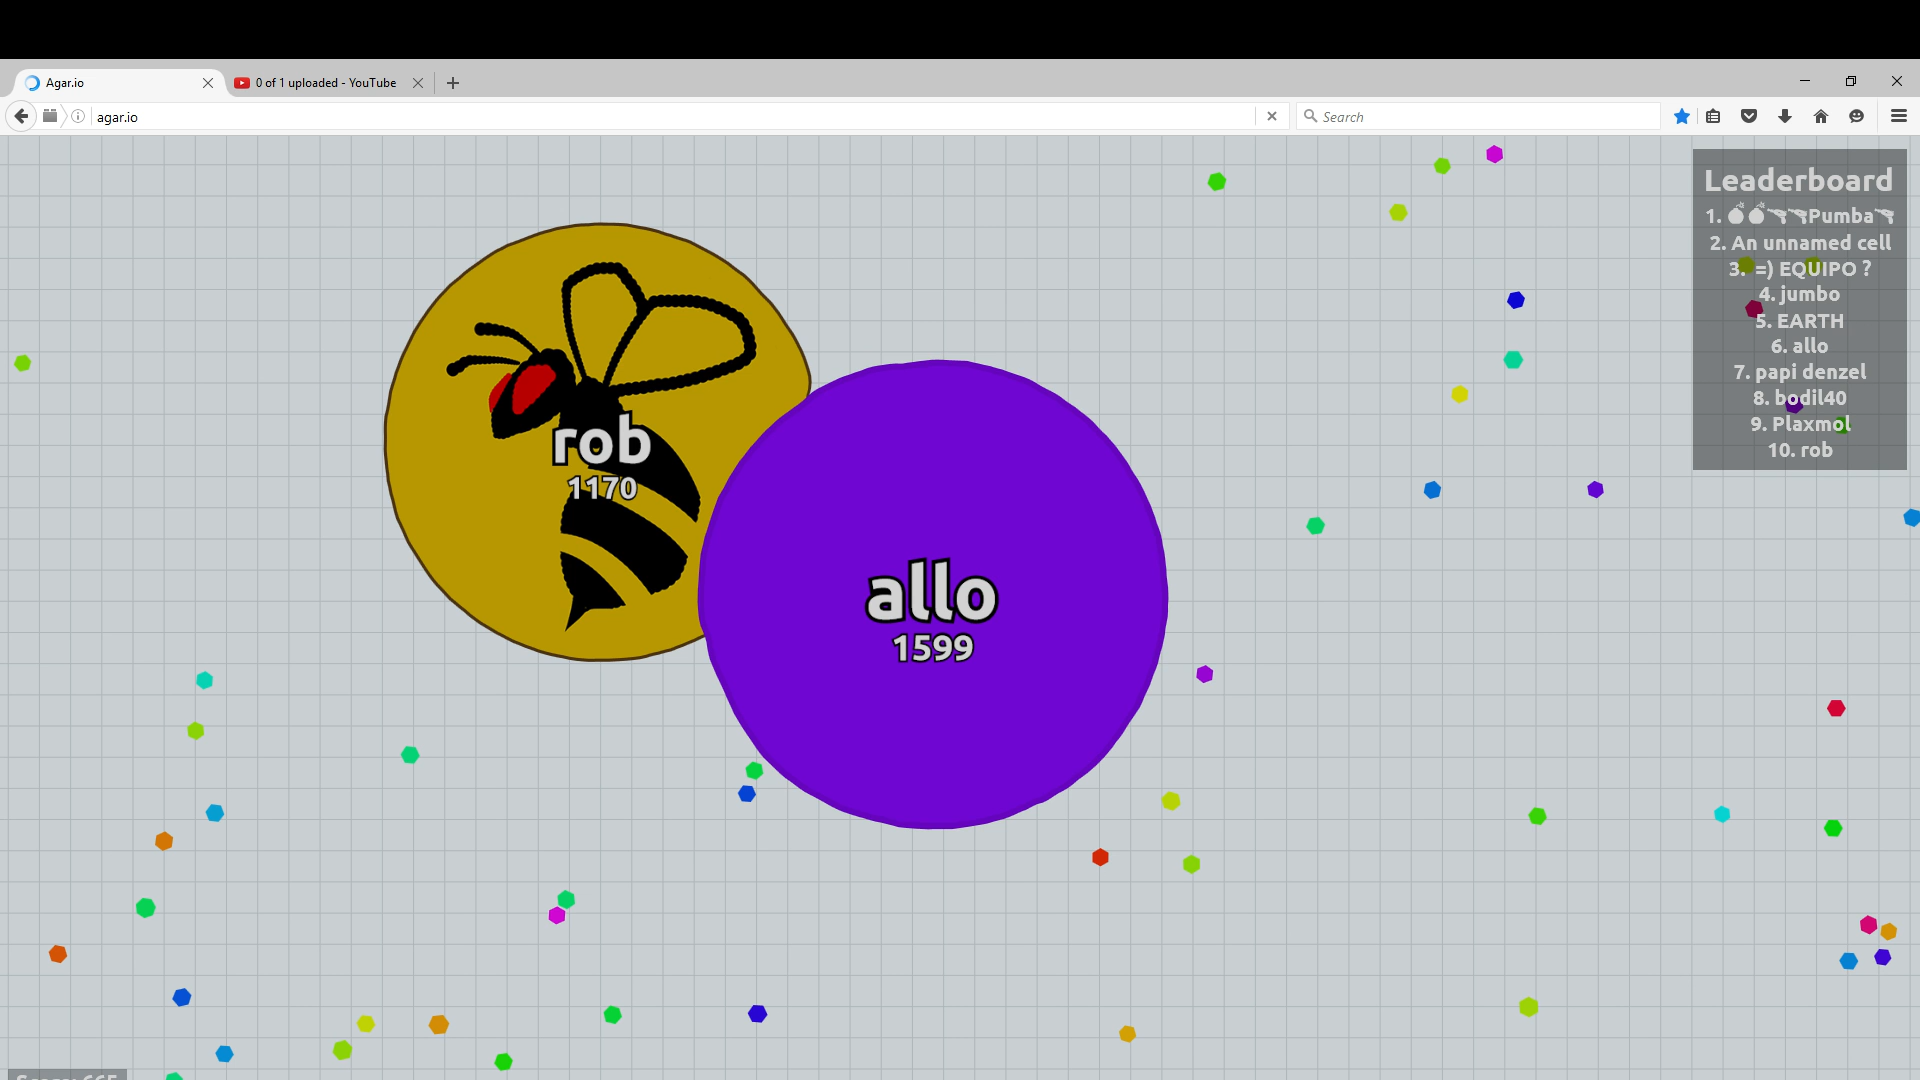 Agar.io
0 of 1 uploaded - YouTube
agar.io
Search
Leaderboard
1. 💣💣🔫🔫Pumba🔫
2. An unnamed cell
3. =) EQUIPO ?
4. jumbo
5. EARTH
6. allo
7. papi denzel
8. bodil40
9. Plaxmol
10. rob
rob
1170
allo
1599
Score: 665